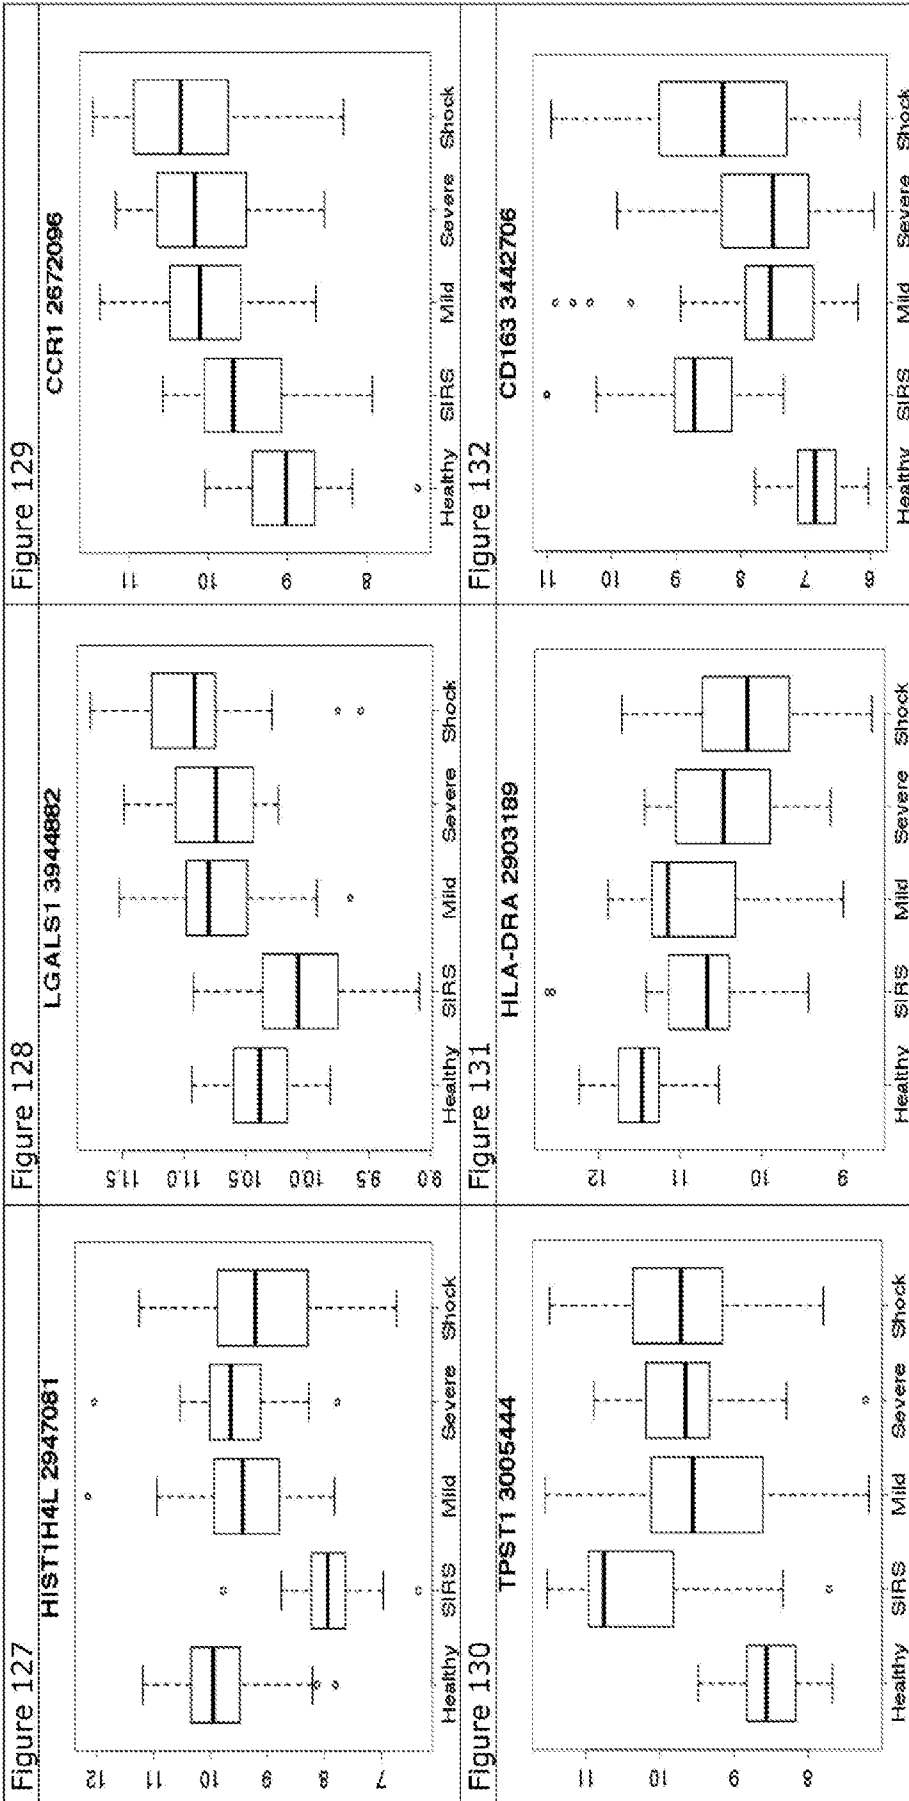 Figure 127
HIST1H4L 2947081
12
11
10
9
8
7
Healthy SIRS Mild Severe Shock
Figure 128
LGALS1 3944882
11.5
11.0
10.5
10.0
9.5
9.0
Healthy SIRS Mild Severe Shock
Figure 129
CCR1 2672096
11
10
9
8
Healthy SIRS Mild Severe Shock
Figure 130
TPST1 3005444
11
10
9
8
Healthy SIRS Mild Severe Shock
Figure 131
HLA-DRA 2903189
12
11
10
9
Healthy SIRS Mild Severe Shock
Figure 132
CD163 3442706
11
10
9
8
7
6
Healthy SIRS Mild Severe Shock